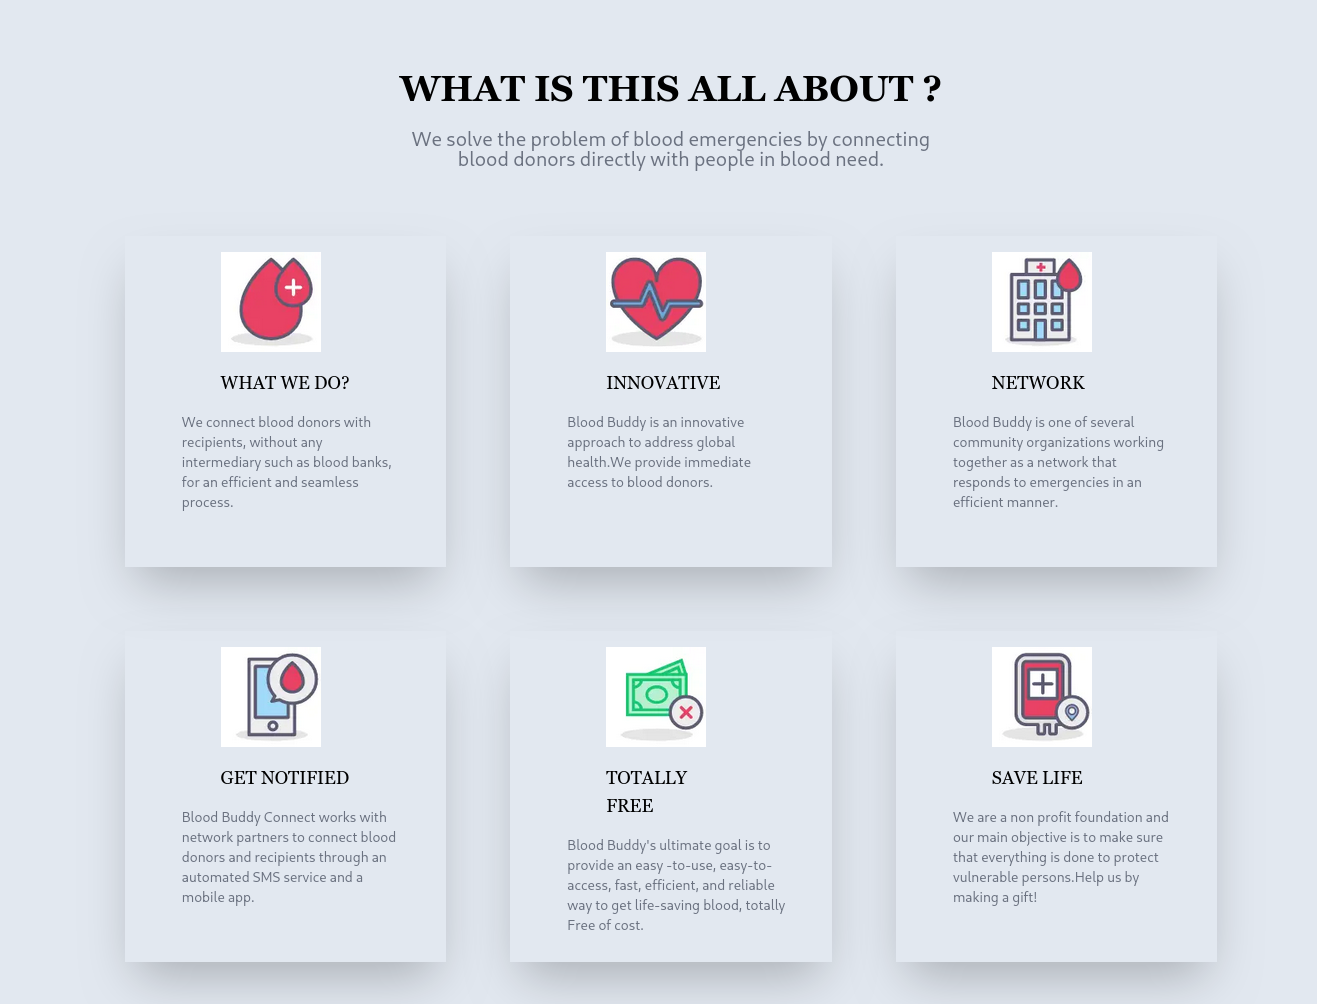 WHAT IS THIS ALL ABOUT ?
We solve the problem of blood emergencies by connecting
blood donors directly with people in blood need.
WHAT WE DO?
We connect blood donors with
recipients, without any
intermediary such as blood banks,
for an efficient and seamless
process.
INNOVATIVE
Blood Buddy is an innovative
approach to address global
health.We provide immediate
access to blood donors.
NETWORK
Blood Buddy is one of several
community organizations working
together as a network that
responds to emergencies in an
efficient manner.
GET NOTIFIED
Blood Buddy Connect works with
network partners to connect blood
donors and recipients through an
automated SMS service and a
mobile app.
TOTALLY
FREE
Blood Buddy's ultimate goal is to
provide an easy -to-use, easy-to-
access, fast, efficient, and reliable
way to get life-saving blood, totally
Free of cost.
SAVE LIFE
We are a non profit foundation and
our main objective is to make sure
that everything is done to protect
vulnerable persons.Help us by
making a gift!